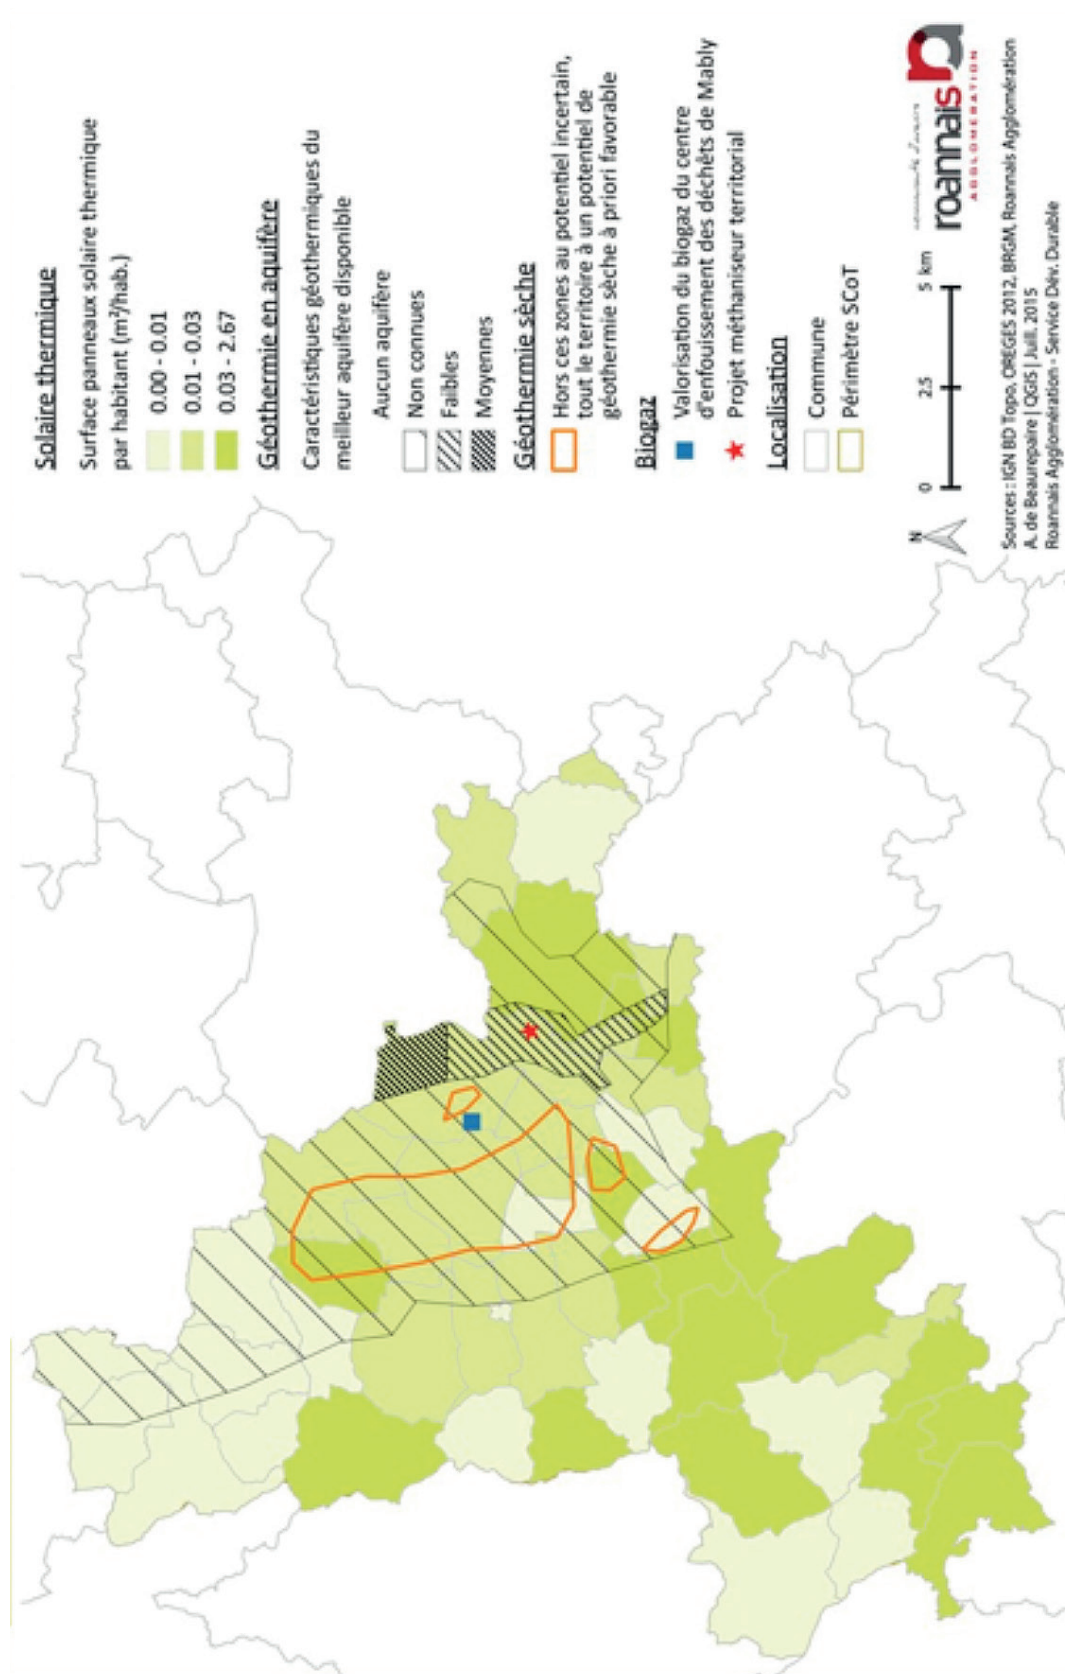 Solaire thermique
Surface panneaux solaire thermique
par habitant (m²/hab.)
0.00 - 0.01
0.01 - 0.03
0.03 - 2.67
Géothermie en aquifère
Caractéristiques géothermiques du
meilleur aquifère disponible
Aucun aquifère
Non connues
Faibles
Moyennes
Géothermie sèche
Hors ces zones au potentiel incertain,
tout le territoire à un potentiel de
géothermie sèche à priori favorable
Biogaz
Valorisation du biogaz du centre
d'enfouissement des déchêts de Mably
Projet méthaniseur territorial
Localisation
Commune
Périmètre SCoT
N
0 2,5 5 km
roannais
AGGLOMÉRATION
Sources : IGN BD Topo, OREGES 2012, BRGM, Roannais Agglomération
A. de Beaurepaire | QGIS | Juill. 2015
Roannais Agglomération - Service Dév. Durable